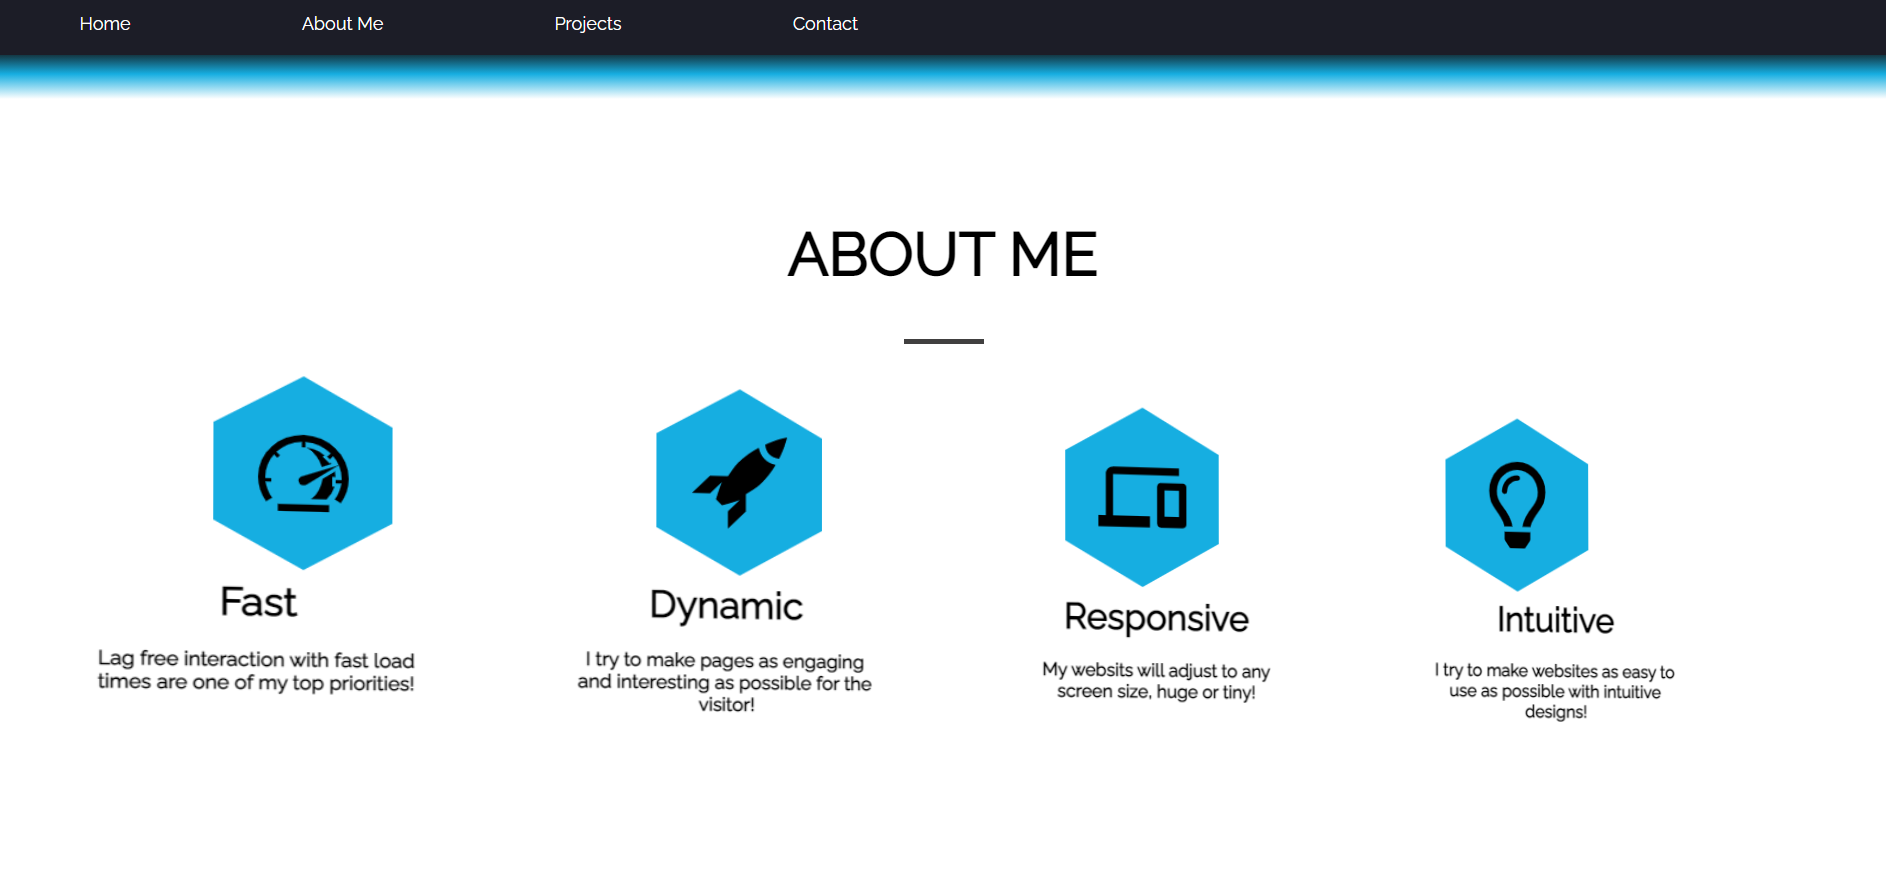 Home
About Me
Projects
Contact
ABOUT ME
Fast
Lag free interaction with fast load
times are one of my top priorities!
Dynamic
I try to make pages as engaging
and interesting as possible for the
visitor!
Responsive
My websits will adjust to any
screen size, huge or tiny!
Intuitive
I try to make websites as easy to
use as possible with intuitive
designs!